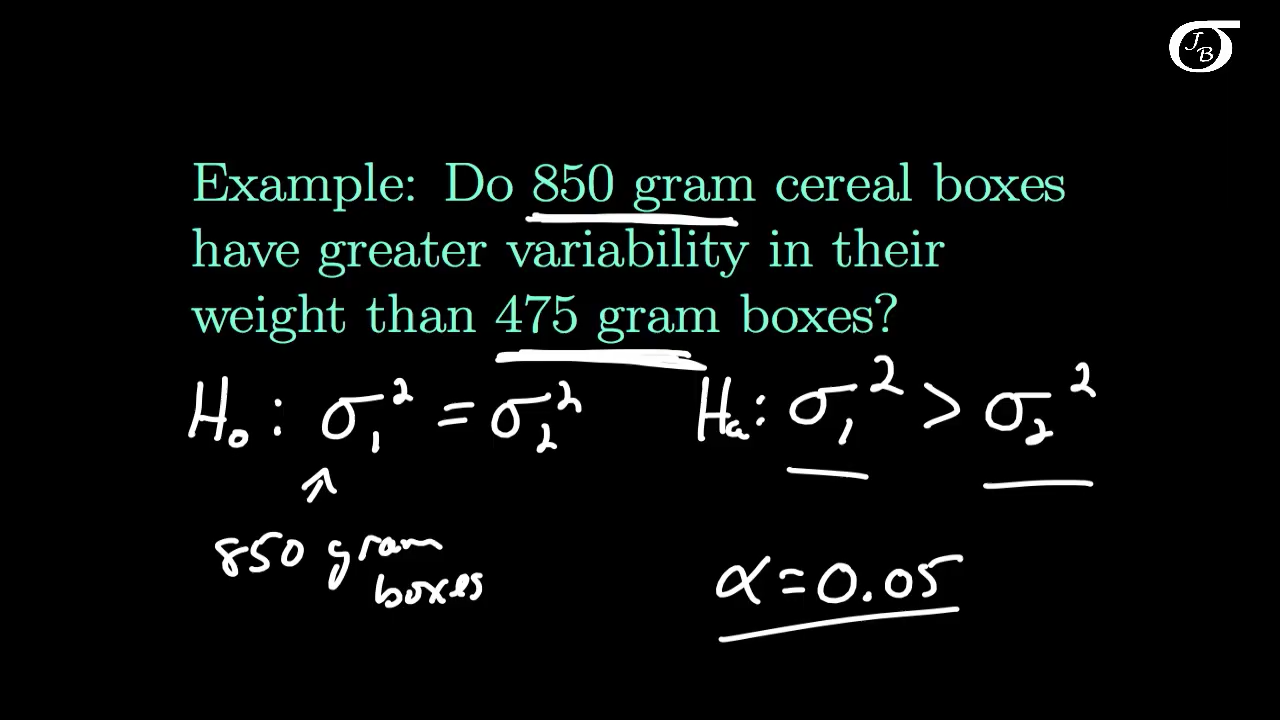 J
B
Example: Do 850 gram cereal boxes
have greater variability in their
weight than 475 gram boxes?
H₀ : σ₁² = σ₂² Hₐ: σ₁² > σ₂²
850 gram
boxes
α = 0.05